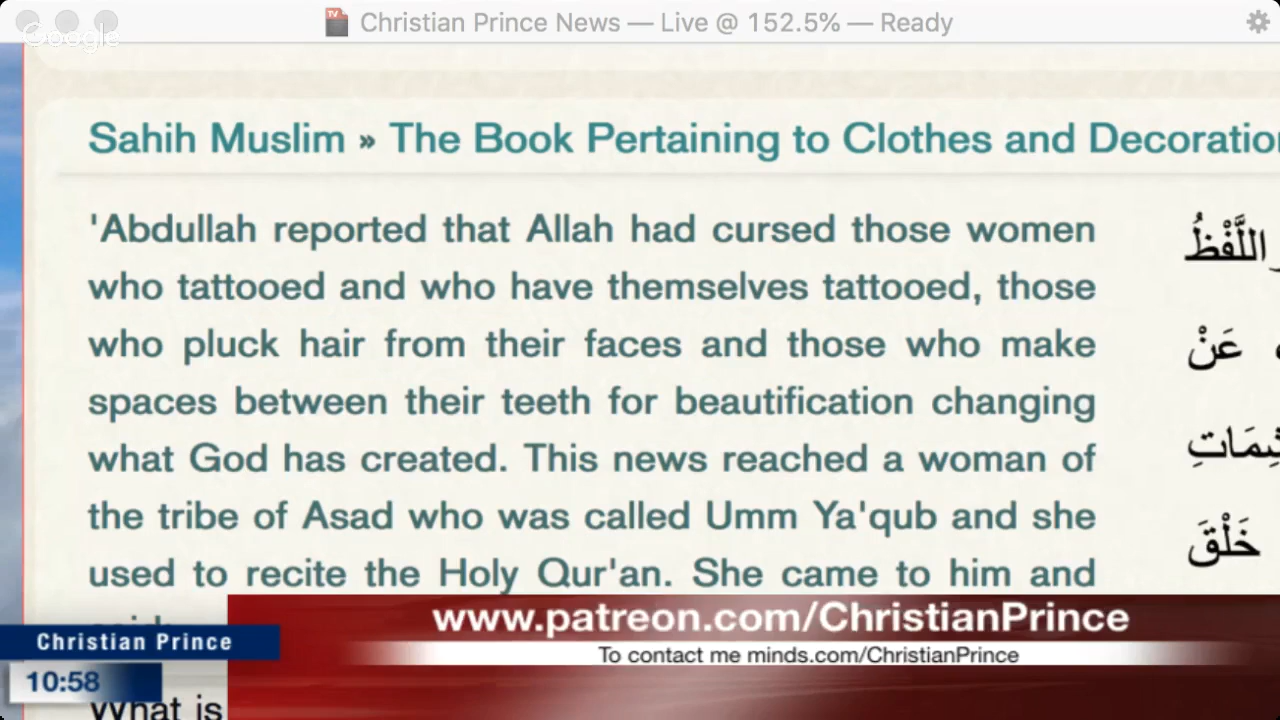 Christian Prince News — Live @ 152.5% — Ready
Google
Sahih Muslim » The Book Pertaining to Clothes and Decoratio
'Abdullah reported that Allah had cursed those women
who tattooed and who have themselves tattooed, those
who pluck hair from their faces and those who make
spaces between their teeth for beautification changing
what God has created. This news reached a woman of
the tribe of Asad who was called Umm Ya'qub and she
used to recite the Holy Qur'an. She came to him and
What is
اللَّفْظُ
عَنْ
خَلْقَ
www.patreon.com/ChristianPrince
To contact me minds.com/ChristianPrince
Christian Prince
10:58